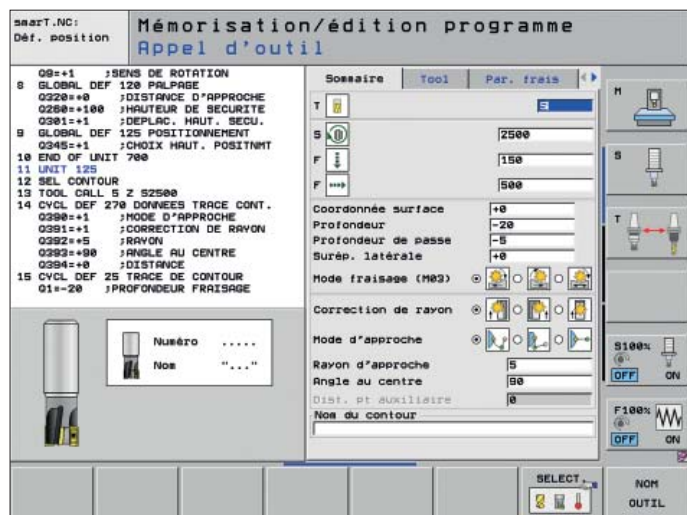 smarT.NC:
Déf. position
Mémorisation/édition programme
Appel d'outil
Q9=+1 ;SENS DE ROTATION
8 GLOBAL DEF 120 PALPAGE
Q320=+0 ;DISTANCE D'APPROCHE
Q260=+100 ;HAUTEUR DE SECURITE
Q301=+1 ;DEPLAC. HAUT. SECU.
9 GLOBAL DEF 125 POSITIONNEMENT
Q345=+1 ;CHOIX HAUT. POSITNMT
10 END OF UNIT 700
11 UNIT 125
12 SEL CONTOUR
13 TOOL CALL 5 Z S2500
14 CYCL DEF 270 DONNEES TRACE CONT.
Q390=+1 ;MODE D'APPROCHE
Q391=+1 ;CORRECTION DE RAYON
Q392=+5 ;RAYON
Q393=+90 ;ANGLE AU CENTRE
Q394=+0 ;DISTANCE
15 CYCL DEF 25 TRACE DE CONTOUR
Q1=-20 ;PROFONDEUR FRAISAGE
Numéro .....
Nom "..."
Sommaire Tool Par. frais
T 5
S 2500
F 150
F 500
Coordonnée surface +0
Profondeur -20
Profondeur de passe -5
Surép. latérale +0
Mode fraisage (M03)
Correction de rayon
Mode d'approche
Rayon d'approche 5
Angle au centre 90
Dist. pt auxiliaire 0
Nom du contour
M
S
T
S100%
OFF ON
F100%
OFF ON
SELECT
NOM
OUTIL